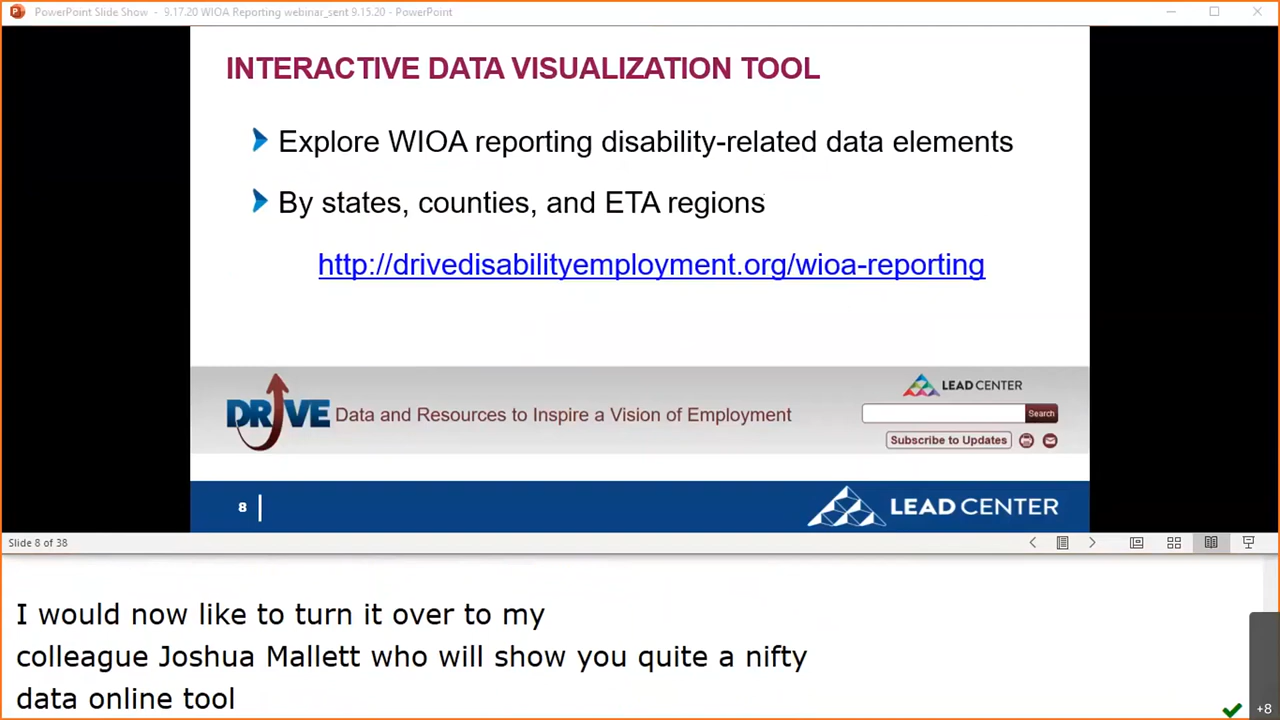 PowerPoint Slide Show - 9.17.20 WIOA Reporting webinar_sent 9.15.20 - PowerPoint
INTERACTIVE DATA VISUALIZATION TOOL
Explore WIOA reporting disability-related data elements
By states, counties, and ETA regions
http://drivedisabilityemployment.org/wioa-reporting
LEAD CENTER
DRIVE Data and Resources to Inspire a Vision of Employment
Search
Subscribe to Updates
8
LEAD CENTER
Slide 8 of 38
I would now like to turn it over to my
colleague Joshua Mallett who will show you quite a nifty
data online tool
+8